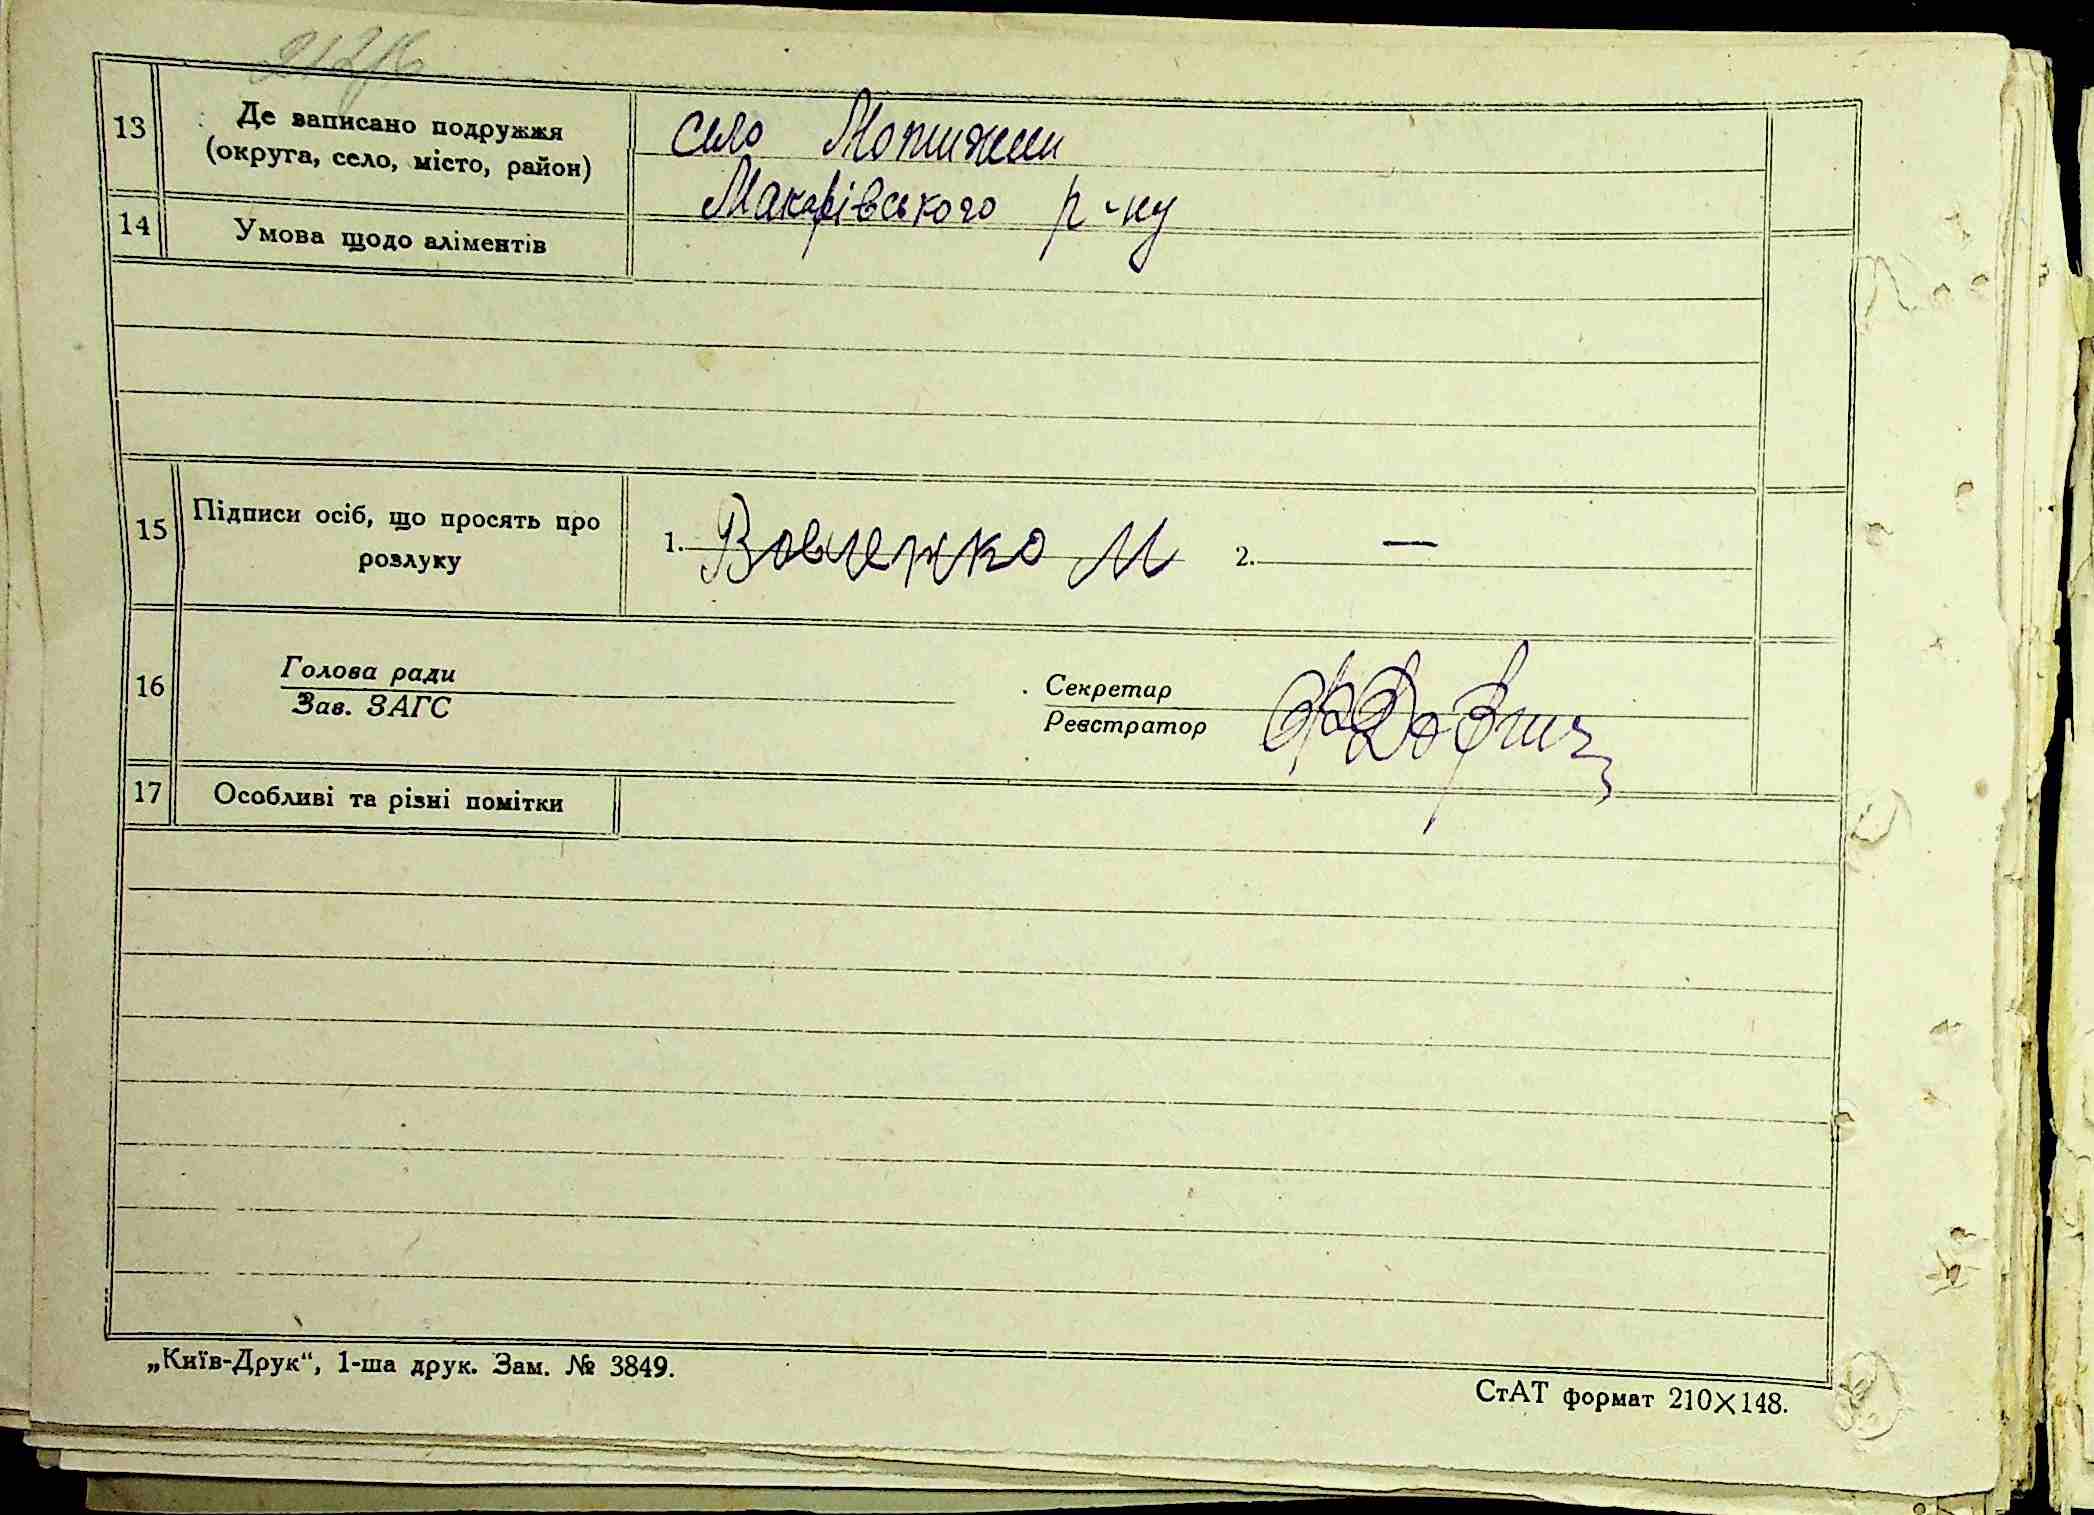 13
Де записано подружжя
(округа, село, місто, район)
село Мотижин
Макарівського р-ну
14
Умова щодо аліментів
15
Підписи осіб, що просять про
розлуку
1. Вовченко М 2. —
16
Голова ради
Зав. ЗАГС
Секретар
Реєстратор
17
Особливі та різні помітки
„Київ-Друк“, 1-ша друк. Зам. № 3849.
СтАТ формат 210×148.